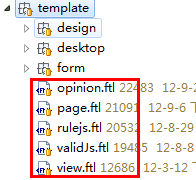 template
design
desktop
form
opinion.ftl 22483 12-9-2
page.ftl 21091 12-9-6
rulejs.ftl 20532 12-8-29
validJs.ftl 19485 12-8-8
view.ftl 12686 12-3-12